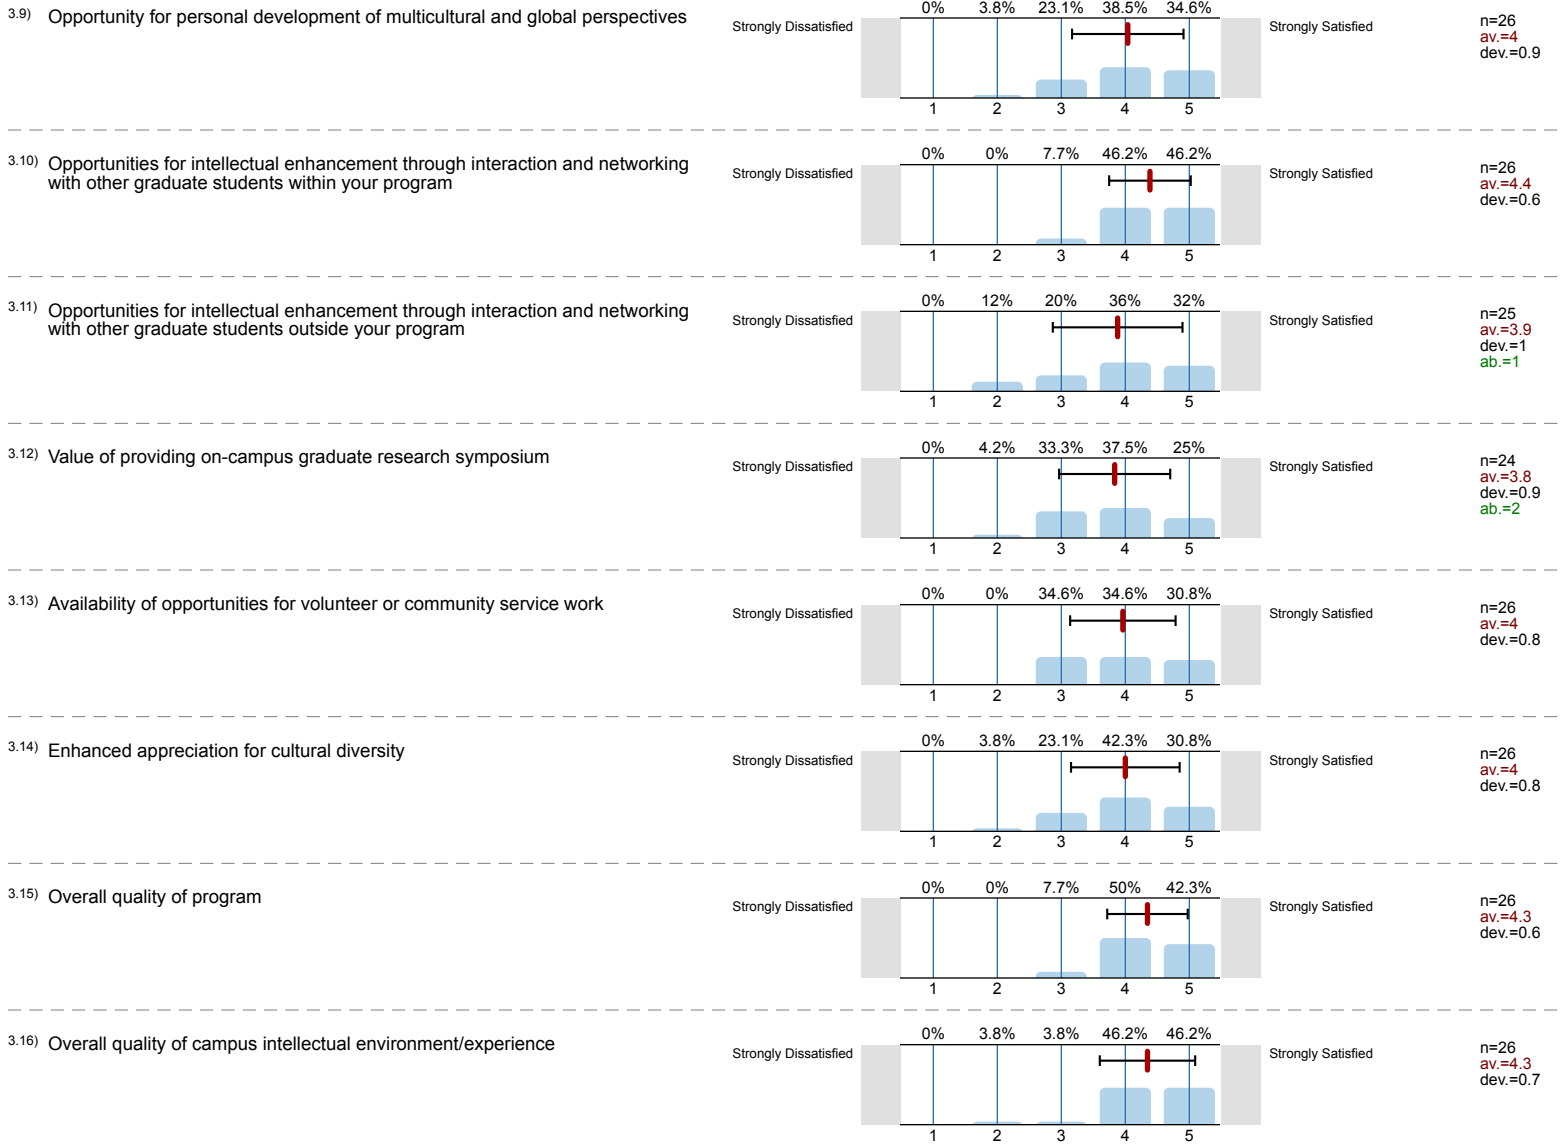 3.9) Opportunity for personal development of multicultural and global perspectives
Strongly Dissatisfied
0% 3.8% 23.1% 38.5% 34.6%
1 2 3 4 5
Strongly Satisfied
n=26
av.=4
dev.=0.9
3.10) Opportunities for intellectual enhancement through interaction and networking
with other graduate students within your program
Strongly Dissatisfied
0% 0% 7.7% 46.2% 46.2%
1 2 3 4 5
Strongly Satisfied
n=26
av.=4.4
dev.=0.6
3.11) Opportunities for intellectual enhancement through interaction and networking
with other graduate students outside your program
Strongly Dissatisfied
0% 12% 20% 36% 32%
1 2 3 4 5
Strongly Satisfied
n=25
av.=3.9
dev.=1
ab.=1
3.12) Value of providing on-campus graduate research symposium
Strongly Dissatisfied
0% 4.2% 33.3% 37.5% 25%
1 2 3 4 5
Strongly Satisfied
n=24
av.=3.8
dev.=0.9
ab.=2
3.13) Availability of opportunities for volunteer or community service work
Strongly Dissatisfied
0% 0% 34.6% 34.6% 30.8%
1 2 3 4 5
Strongly Satisfied
n=26
av.=4
dev.=0.8
3.14) Enhanced appreciation for cultural diversity
Strongly Dissatisfied
0% 3.8% 23.1% 42.3% 30.8%
1 2 3 4 5
Strongly Satisfied
n=26
av.=4
dev.=0.8
3.15) Overall quality of program
Strongly Dissatisfied
0% 0% 7.7% 50% 42.3%
1 2 3 4 5
Strongly Satisfied
n=26
av.=4.3
dev.=0.6
3.16) Overall quality of campus intellectual environment/experience
Strongly Dissatisfied
0% 3.8% 3.8% 46.2% 46.2%
1 2 3 4 5
Strongly Satisfied
n=26
av.=4.3
dev.=0.7